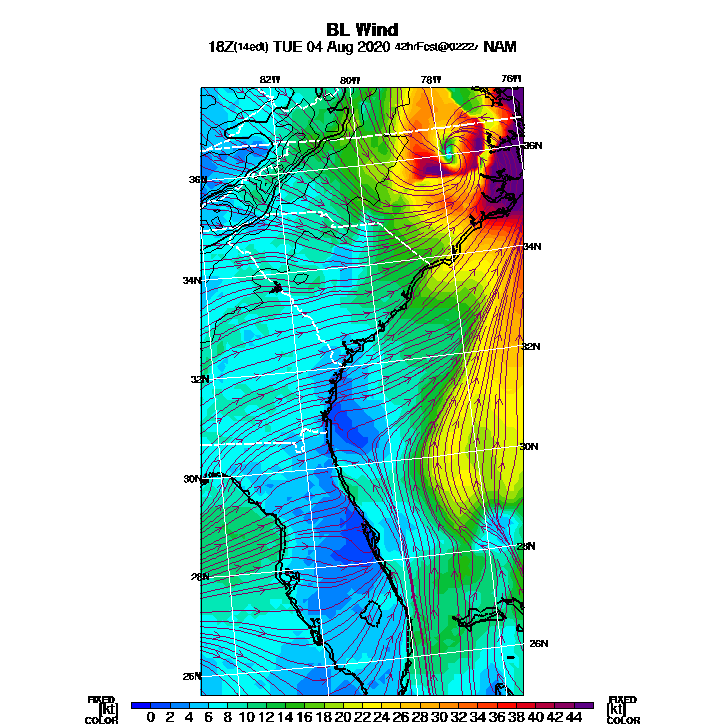 BL Wind
18Z(14edt) TUE 04 Aug 2020 42hrFcst@0222z NAM
82W 80W 78W 76W
36N
36N
34N
34N
32N
32N
30N
30N
28N
28N
26N
26N
FIXED FIXED
[kt] 0 2 4 6 8 10 12 14 16 18 20 22 24 26 28 30 32 34 36 38 40 42 44 [kt]
COLOR COLOR